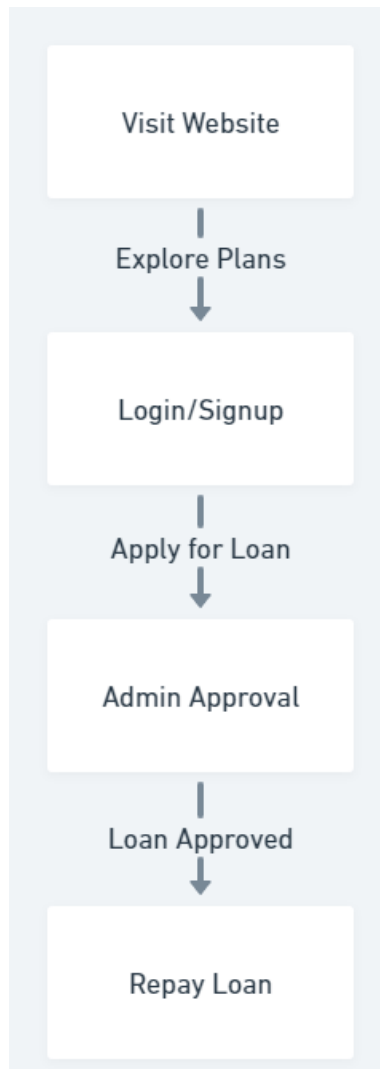 Visit Website
Explore Plans
Login/Signup
Apply for Loan
Admin Approval
Loan Approved
Repay Loan